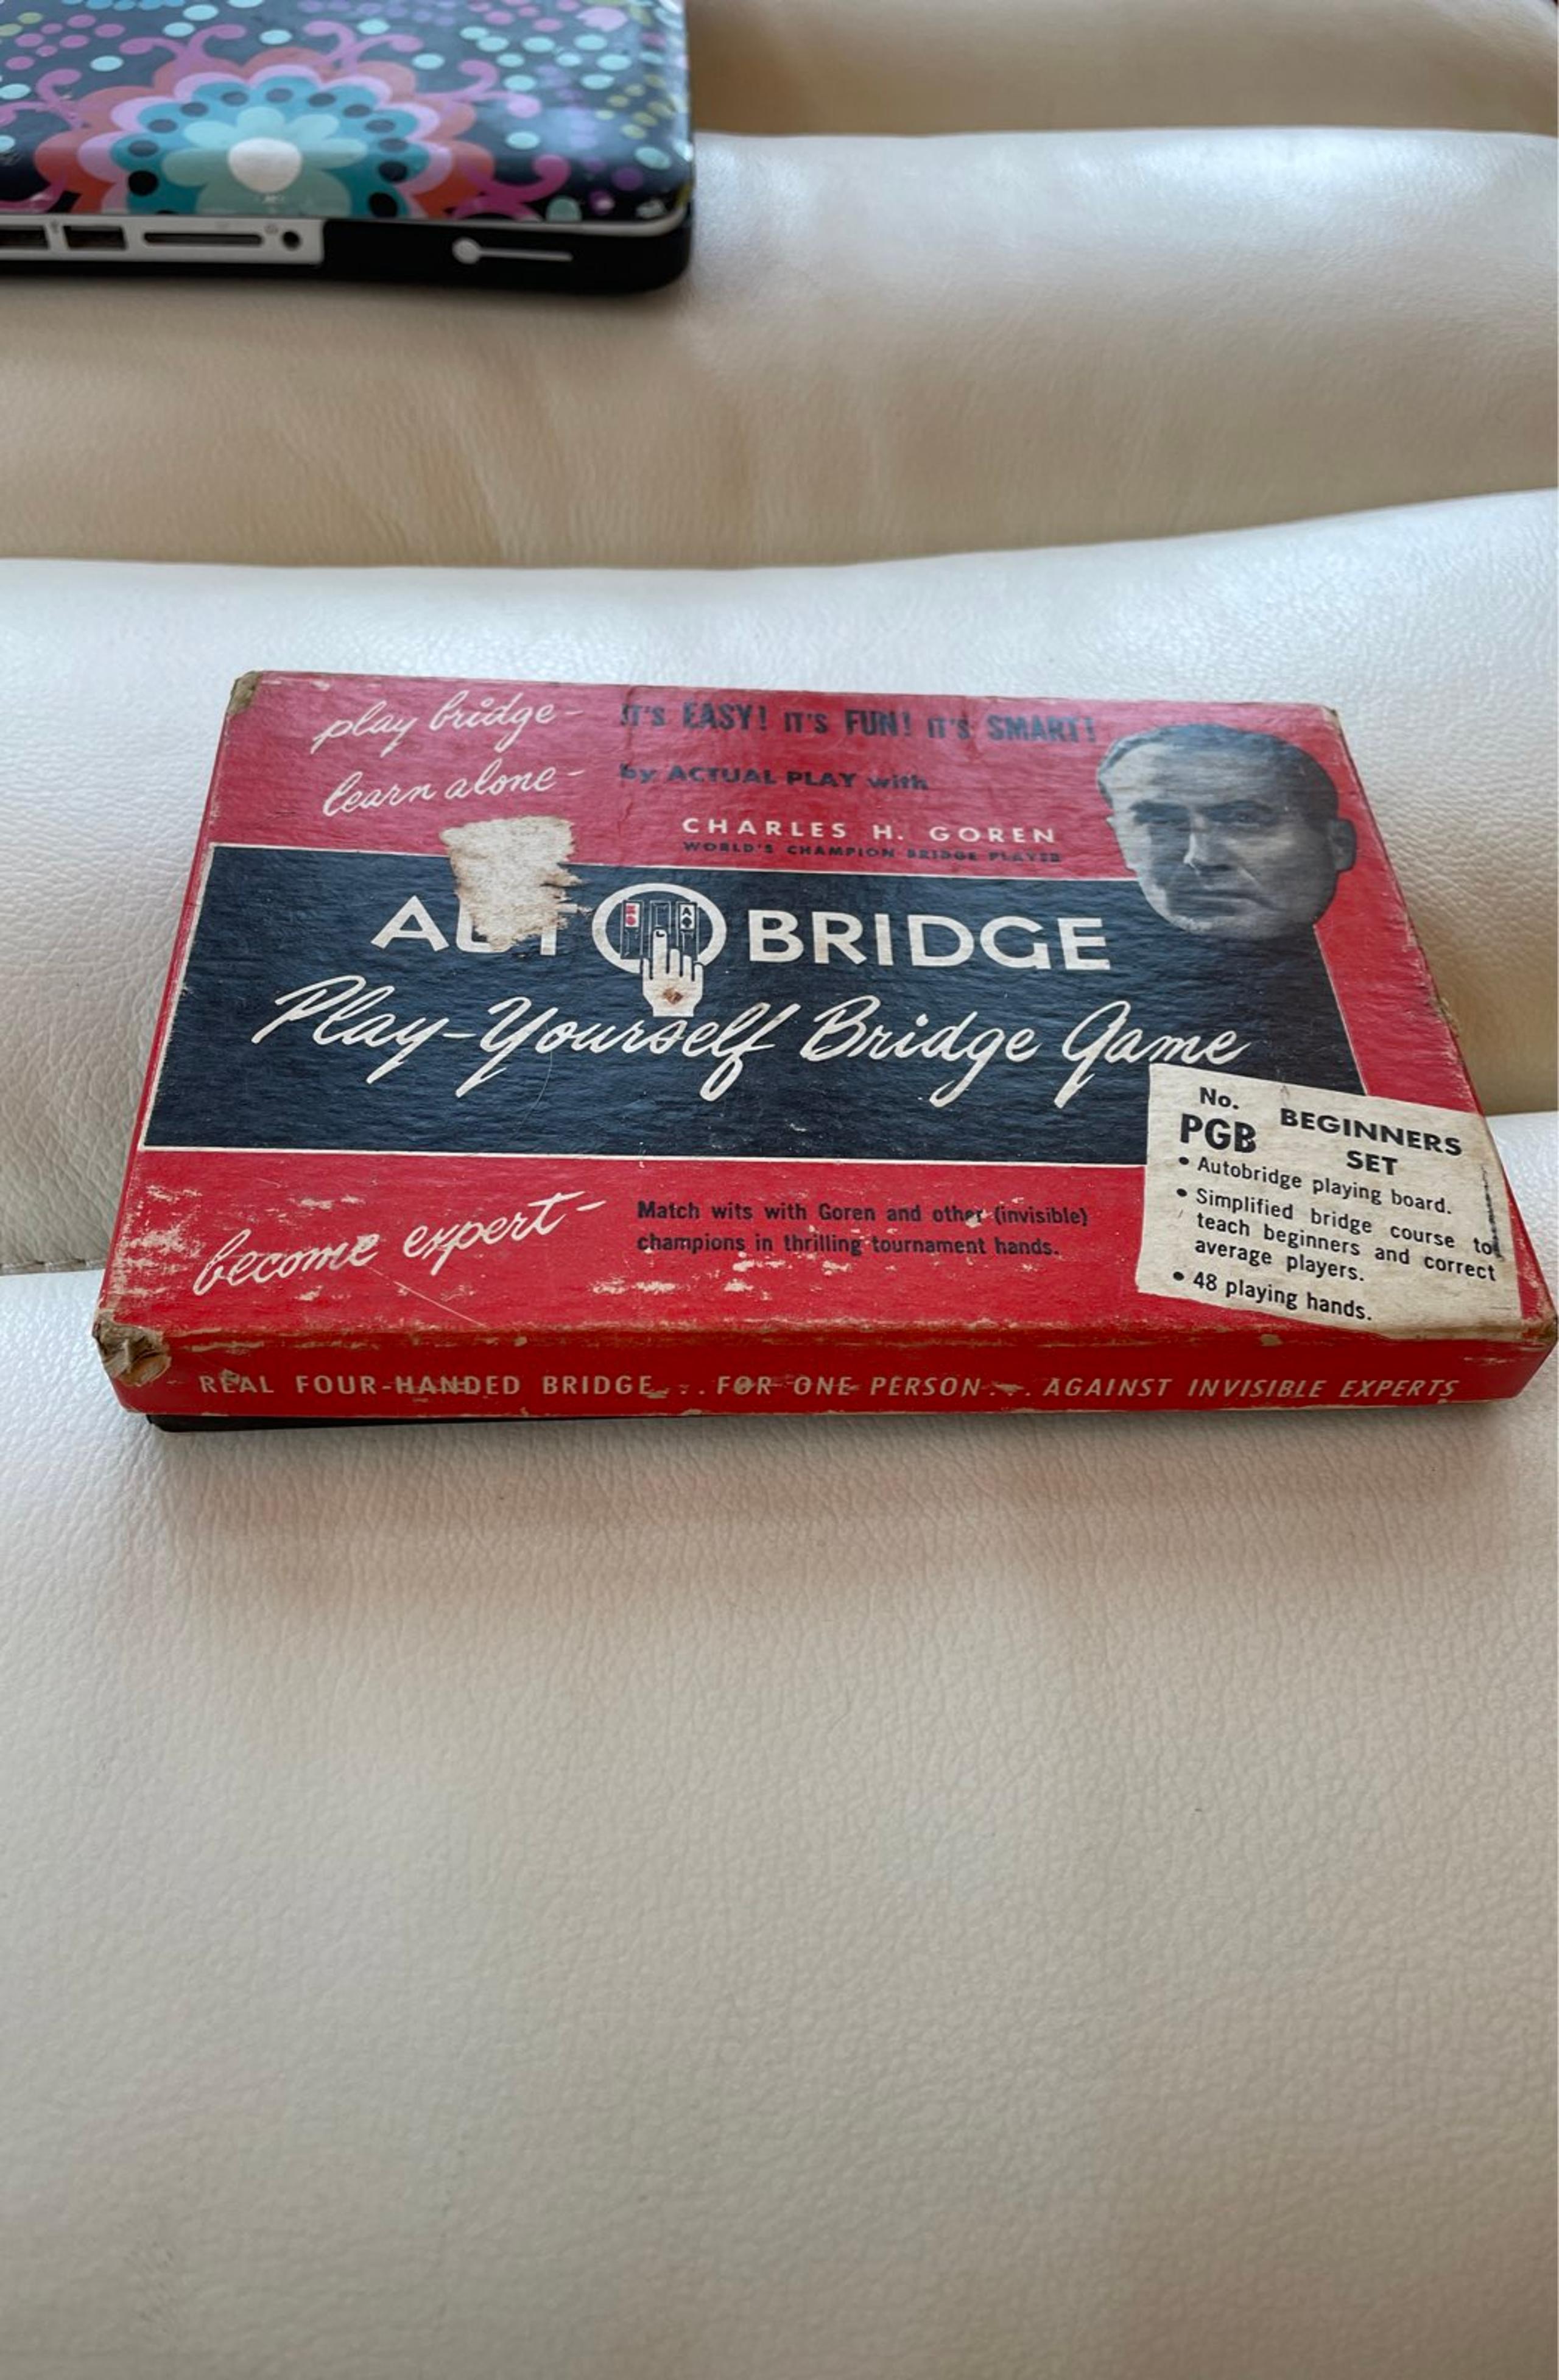 play bridge- IT'S EASY! IT'S FUN! IT'S SMART!
learn alone- by ACTUAL PLAY with
CHARLES H. GOREN
WORLD'S CHAMPION BRIDGE PLAYER
AUTOBRIDGE
Play-Yourself Bridge Game
No. PGB
BEGINNERS SET
• Autobridge playing board.
• Simplified bridge course to
teach beginners and correct
average players.
• 48 playing hands.
become expert-
Match wits with Goren and other (invisible)
champions in thrilling tournament hands.
REAL FOUR-HANDED BRIDGE... FOR ONE PERSON... AGAINST INVISIBLE EXPERTS